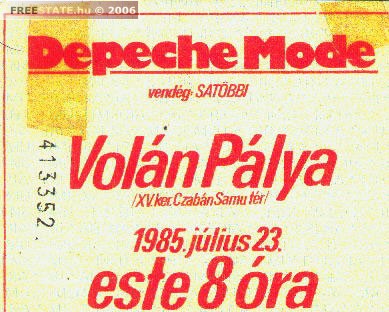 FREESTATE.hu © 2006
Depeche Mode
vendég: SATÖBBI
Volán Pálya
/XV.ker. Czabán Samu tér/
413352.
1985. július 23.
este 8 óra